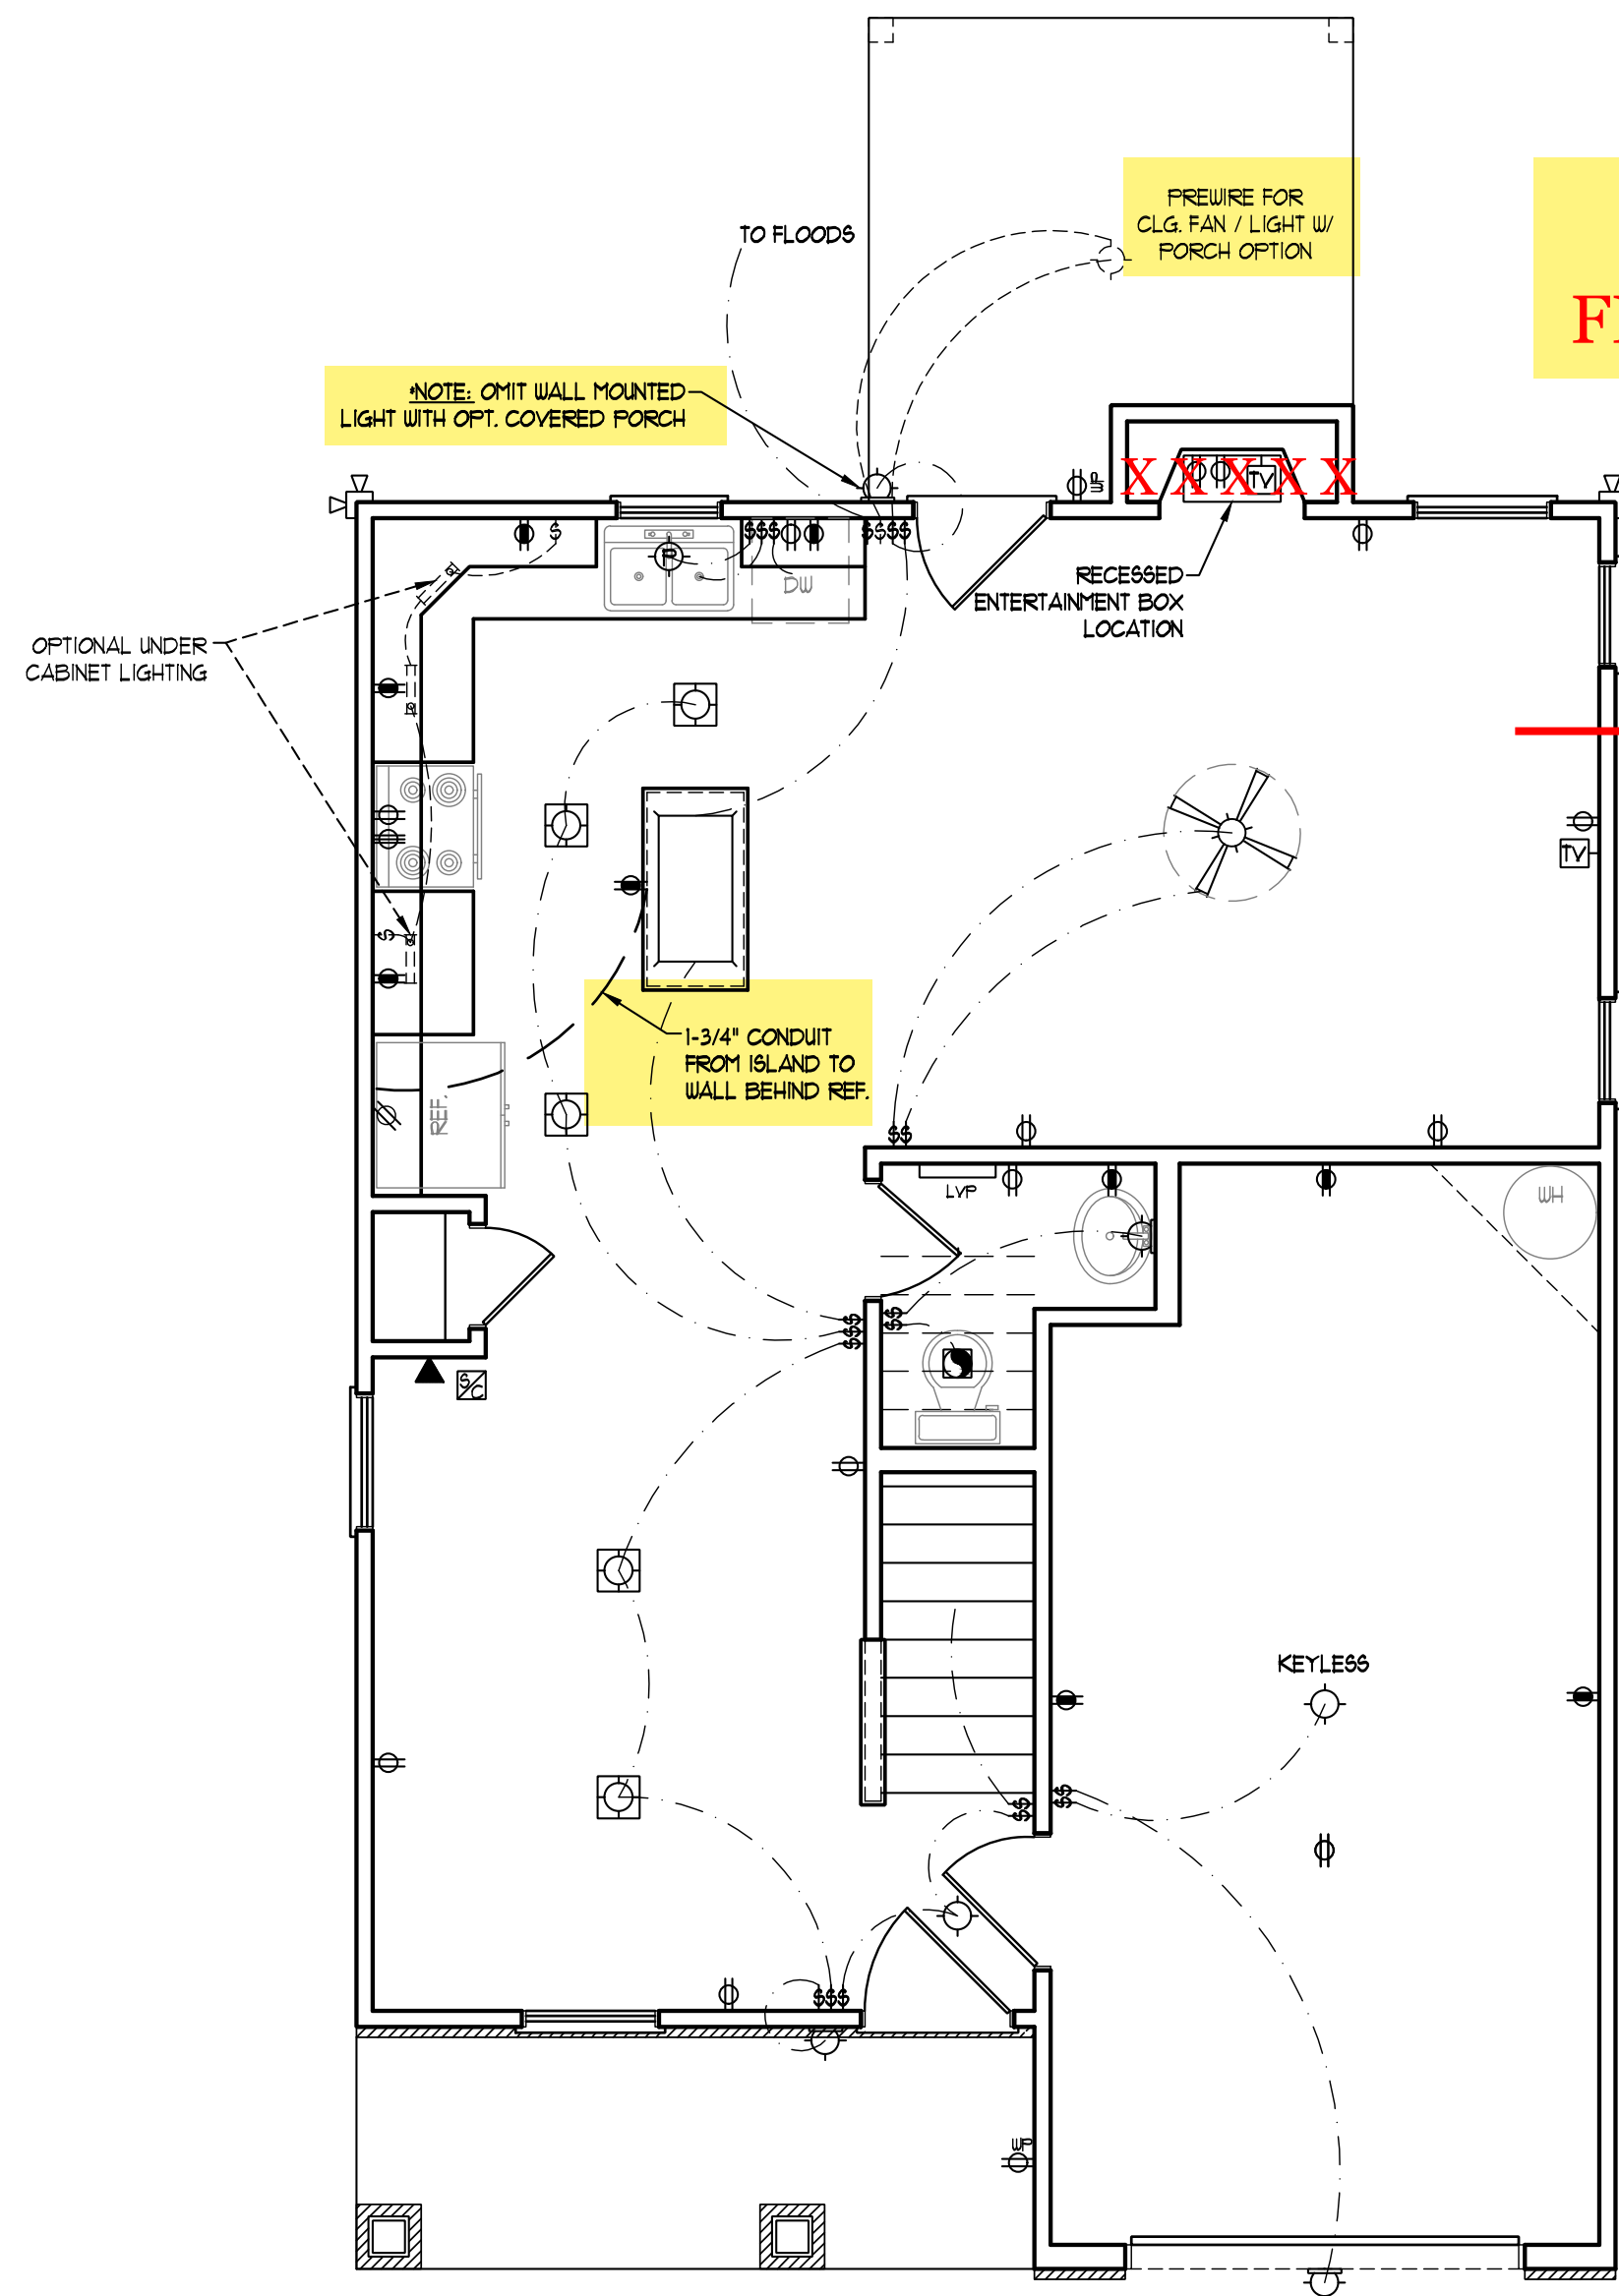 PREWIRE FOR
CLG. FAN / LIGHT W/
PORCH OPTION
TO FLOODS
*NOTE: OMIT WALL MOUNTED
LIGHT WITH OPT. COVERED PORCH
X X X X X
TV
WP
S
$$$
$$$$
P
DW
RECESSED
ENTERTAINMENT BOX
LOCATION
OPTIONAL UNDER
CABINET LIGHTING
TV
S
1-3/4" CONDUIT
FROM ISLAND TO
WALL BEHIND REF.
REF.
$$
LVP
WH
$$$
$$
S/C
KEYLESS
$$
$$
$$$
WP